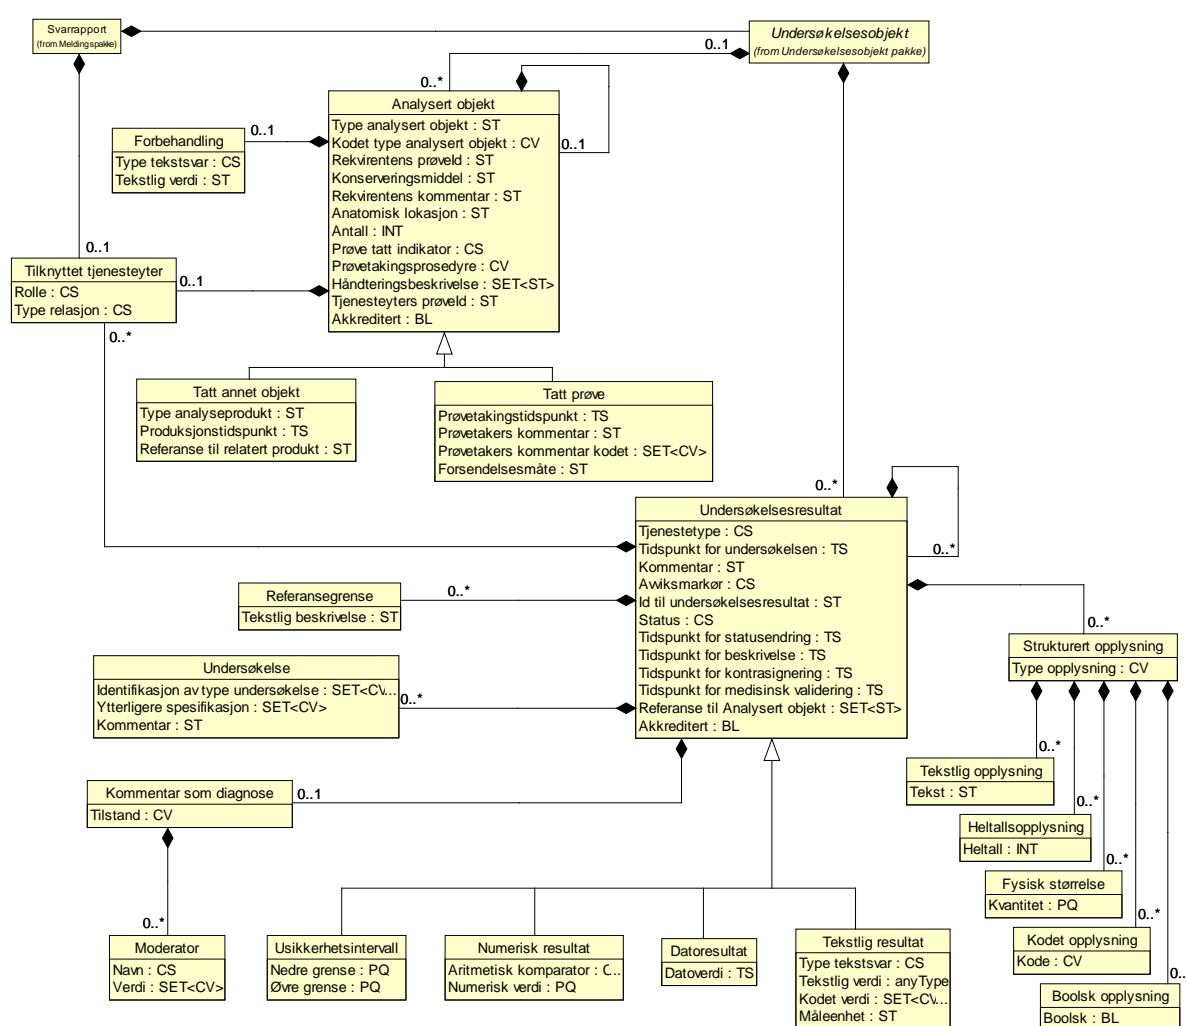 Svarrapport
(from Meldingspakke)
Undersøkelsesobjekt
(from Undersøkelsesobjekt pakke)
0..1
0..*
Analysert objekt
Type analysert objekt : ST
Kodet type analysert objekt : CV
Rekvirentens prøveId : ST
Konserveringsmiddel : ST
Rekvirentens kommentar : ST
Anatomisk lokasjon : ST
Antall : INT
Prøve tatt indikator : CS
Prøvetakingsprosedyre : CV
Håndteringsbeskrivelse : SET<ST>
Tjenesteyters prøveId : ST
Akkreditert : BL
0..1
Forbehandling
Type tekstsvar : CS
Tekstlig verdi : ST
0..1
0..1
Tilknyttet tjenesteyter
Rolle : CS
Type relasjon : CS
0..1
0..*
Tatt annet objekt
Type analyseprodukt : ST
Produksjonstidspunkt : TS
Referanse til relatert produkt : ST
Tatt prøve
Prøvetakingstidspunkt : TS
Prøvetakers kommentar : ST
Prøvetakers kommentar kodet : SET<CV>
Forsendelsesmåte : ST
0..*
Undersøkelsesresultat
Tjenestetype : CS
Tidspunkt for undersøkelsen : TS
Kommentar : ST
Avviksmarkør : CS
Id til undersøkelsesresultat : ST
Status : CS
Tidspunkt for statusendring : TS
Tidspunkt for beskrivelse : TS
Tidspunkt for kontrasignering : TS
Tidspunkt for medisinsk validering : TS
Referanse til Analysert objekt : SET<ST>
Akkreditert : BL
0..*
Referansegrense
Tekstlig beskrivelse : ST
0..*
Undersøkelse
Identifikasjon av type undersøkelse : SET<CV...
Ytterligere spesifikasjon : SET<CV>
Kommentar : ST
0..*
0..*
Strukturert opplysning
Type opplysning : CV
0..*
Tekstlig opplysning
Tekst : ST
0..*
Heltallsopplysning
Heltall : INT
0..*
Fysisk størrelse
Kvantitet : PQ
0..*
Kodet opplysning
Kode : CV
0..
Boolsk opplysning
Boolsk : BL
Kommentar som diagnose
Tilstand : CV
0..1
0..*
Moderator
Navn : CS
Verdi : SET<CV>
Usikkerhetsintervall
Nedre grense : PQ
Øvre grense : PQ
Numerisk resultat
Aritmetisk komparator : C...
Numerisk verdi : PQ
Datoresultat
Datoverdi : TS
Tekstlig resultat
Type tekstsvar : CS
Tekstlig verdi : anyType
Kodet verdi : SET<CV...
Måleenhet : ST